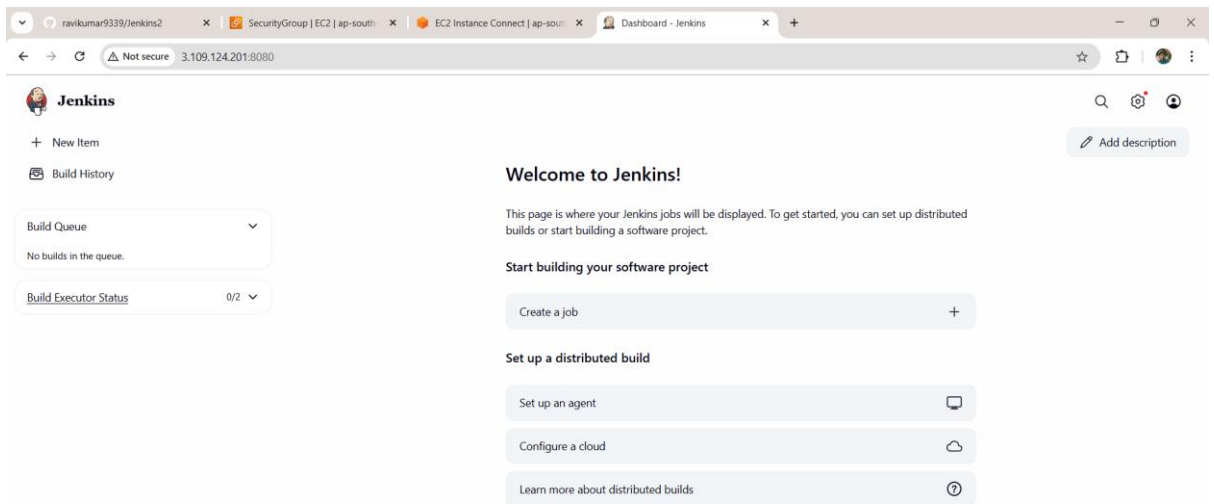 ravikumar9339/Jenkins2
SecurityGroup | EC2 | ap-south-
EC2 Instance Connect | ap-sout
Dashboard - Jenkins
Not secure 3.109.124.201:8080
Jenkins
+ New Item
Add description
Build History
Welcome to Jenkins!
This page is where your Jenkins jobs will be displayed. To get started, you can set up distributed
builds or start building a software project.
Build Queue
No builds in the queue.
Build Executor Status 0/2
Start building your software project
Create a job
Set up a distributed build
Set up an agent
Configure a cloud
Learn more about distributed builds